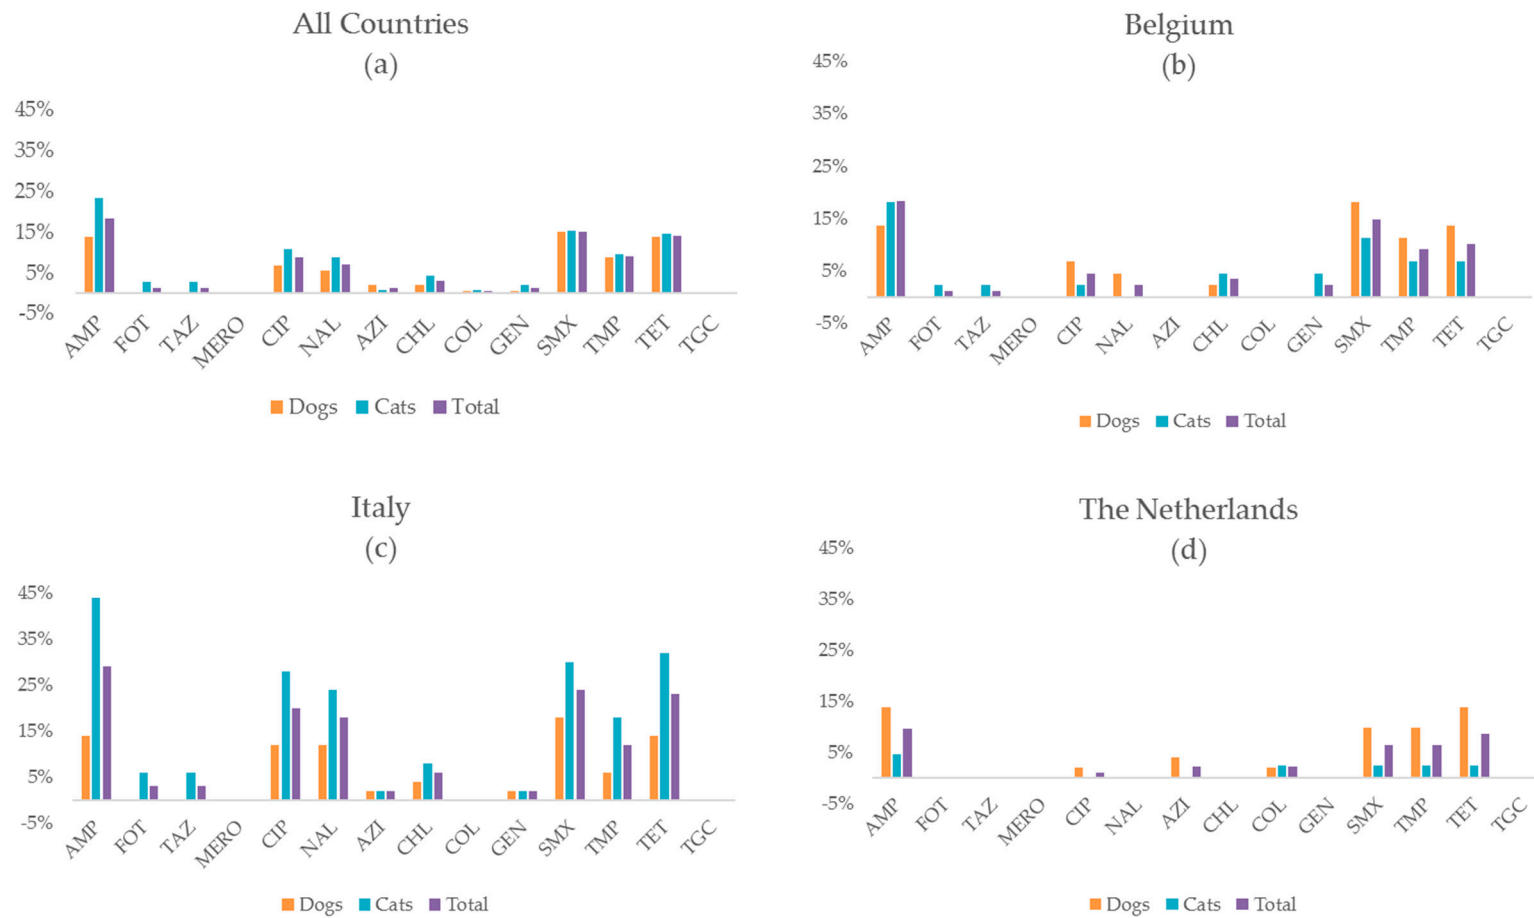 All Countries
(a)
45%
35%
25%
15%
5%
-5%
AMP FOT TAZ MERO CIP NAL AZI CHL COL GEN SMX TMP TET TGC
Dogs Cats Total
Belgium
(b)
45%
35%
25%
15%
5%
-5%
AMP FOT TAZ MERO CIP NAL AZI CHL COL GEN SMX TMP TET TGC
Dogs Cats Total
Italy
(c)
45%
35%
25%
15%
5%
-5%
AMP FOT TAZ MERO CIP NAL AZI CHL COL GEN SMX TMP TET TGC
Dogs Cats Total
The Netherlands
(d)
45%
35%
25%
15%
5%
-5%
AMP FOT TAZ MERO CIP NAL AZI CHL COL GEN SMX TMP TET TGC
Dogs Cats Total